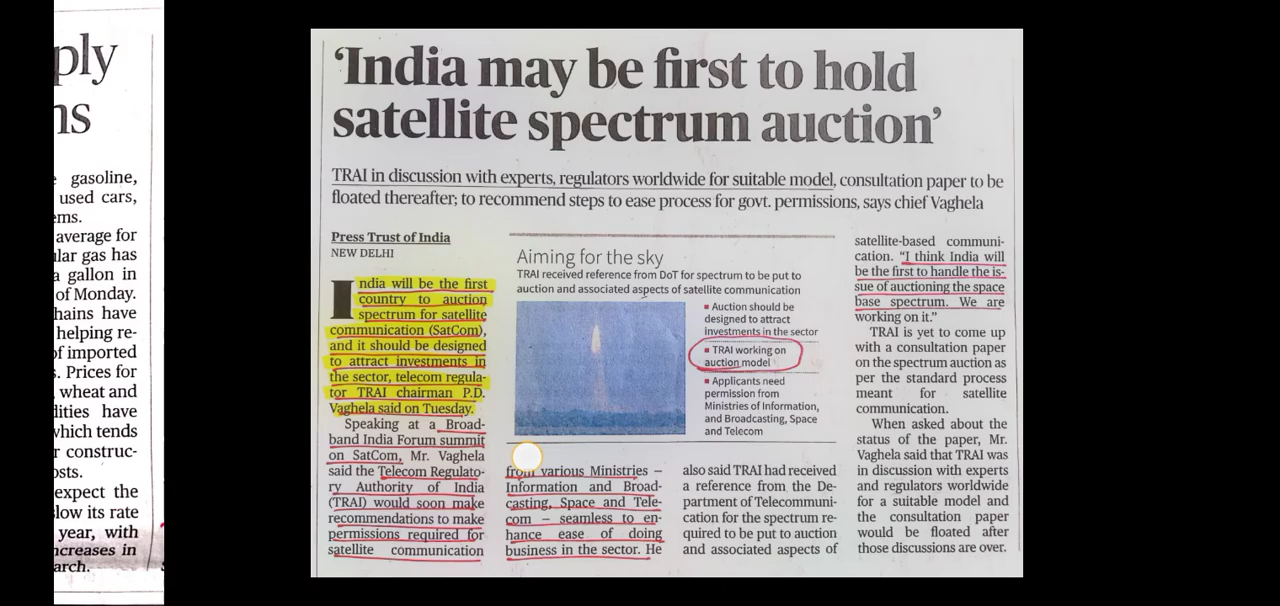 ply
ns
gasoline,
used cars,
ems.
average for
ular gas has
a gallon in
of Monday.
hains have
helping re-
of imported
s. Prices for
wheat and
lities have
which tends
r construc-
osts.
expect the
slow its rate
year, with
ncreases in
arch.
‘India may be first to hold
satellite spectrum auction’
TRAI in discussion with experts, regulators worldwide for suitable model, consultation paper to be
floated thereafter; to recommend steps to ease process for govt. permissions, says chief Vaghela
Press Trust of India
NEW DELHI
India will be the first
country to auction
spectrum for satellite
communication (SatCom),
and it should be designed
to attract investments in
the sector, telecom regula-
tor TRAI chairman P.D.
Vaghela said on Tuesday.
Speaking at a Broad-
band India Forum summit
on SatCom, Mr. Vaghela
said the Telecom Regulato-
ry Authority of India
(TRAI) would soon make
recommendations to make
permissions required for
satellite communication
Aiming for the sky
TRAI received reference from DoT for spectrum to be put to
auction and associated aspects of satellite communication
■ Auction should be
designed to attract
investments in the sector
■ TRAI working on
auction model
■ Applicants need
permission from
Ministries of Information,
and Broadcasting, Space
and Telecom
from various Ministries –
Information and Broad-
casting, Space and Tele-
com – seamless to en-
hance ease of doing
business in the sector. He
also said TRAI had received
a reference from the De-
partment of Telecommuni-
cation for the spectrum re-
quired to be put to auction
and associated aspects of
satellite-based communi-
cation. “I think India will
be the first to handle the is-
sue of auctioning the space
base spectrum. We are
working on it.”
TRAI is yet to come up
with a consultation paper
on the spectrum auction as
per the standard process
meant for satellite
communication.
When asked about the
status of the paper, Mr.
Vaghela said that TRAI was
in discussion with experts
and regulators worldwide
for a suitable model and
the consultation paper
would be floated after
those discussions are over.